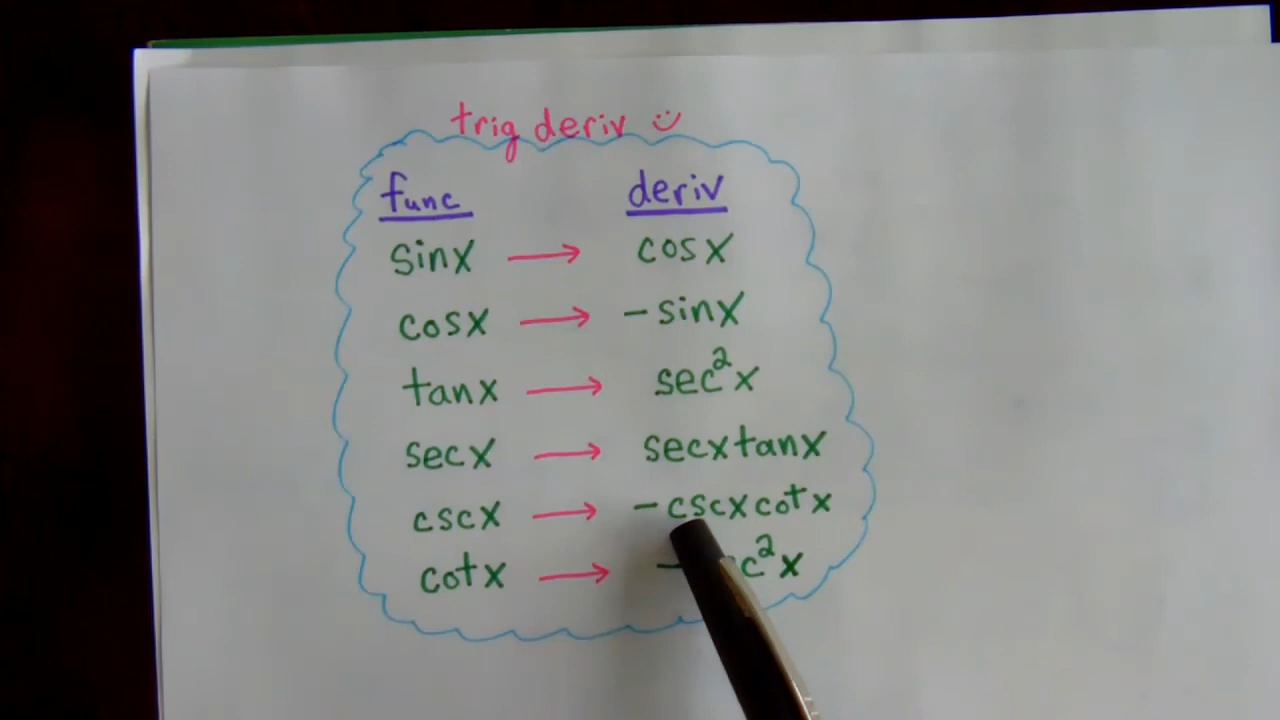 trig deriv ☺
func deriv
sinx → cosx
cosx → -sinx
tanx → sec²x
secx → secxtanx
cscx → -cscxcotx
cotx →